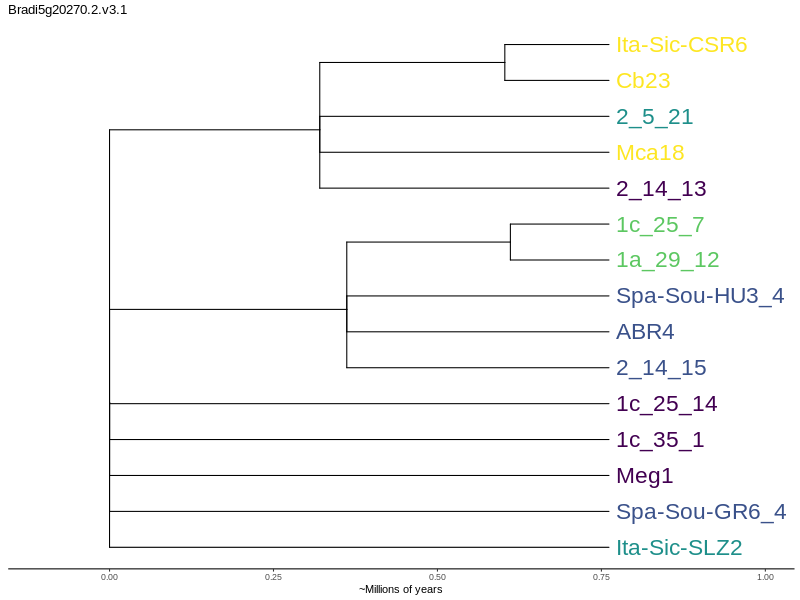 Bradi5g20270.2.v3.1
Ita-Sic-CSR6
Cb23
2_5_21
Mca18
2_14_13
1c_25_7
1a_29_12
Spa-Sou-HU3_4
ABR4
2_14_15
1c_25_14
1c_35_1
Meg1
Spa-Sou-GR6_4
Ita-Sic-SLZ2
0.00 0.25 0.50 0.75 1.00
~Millions of years